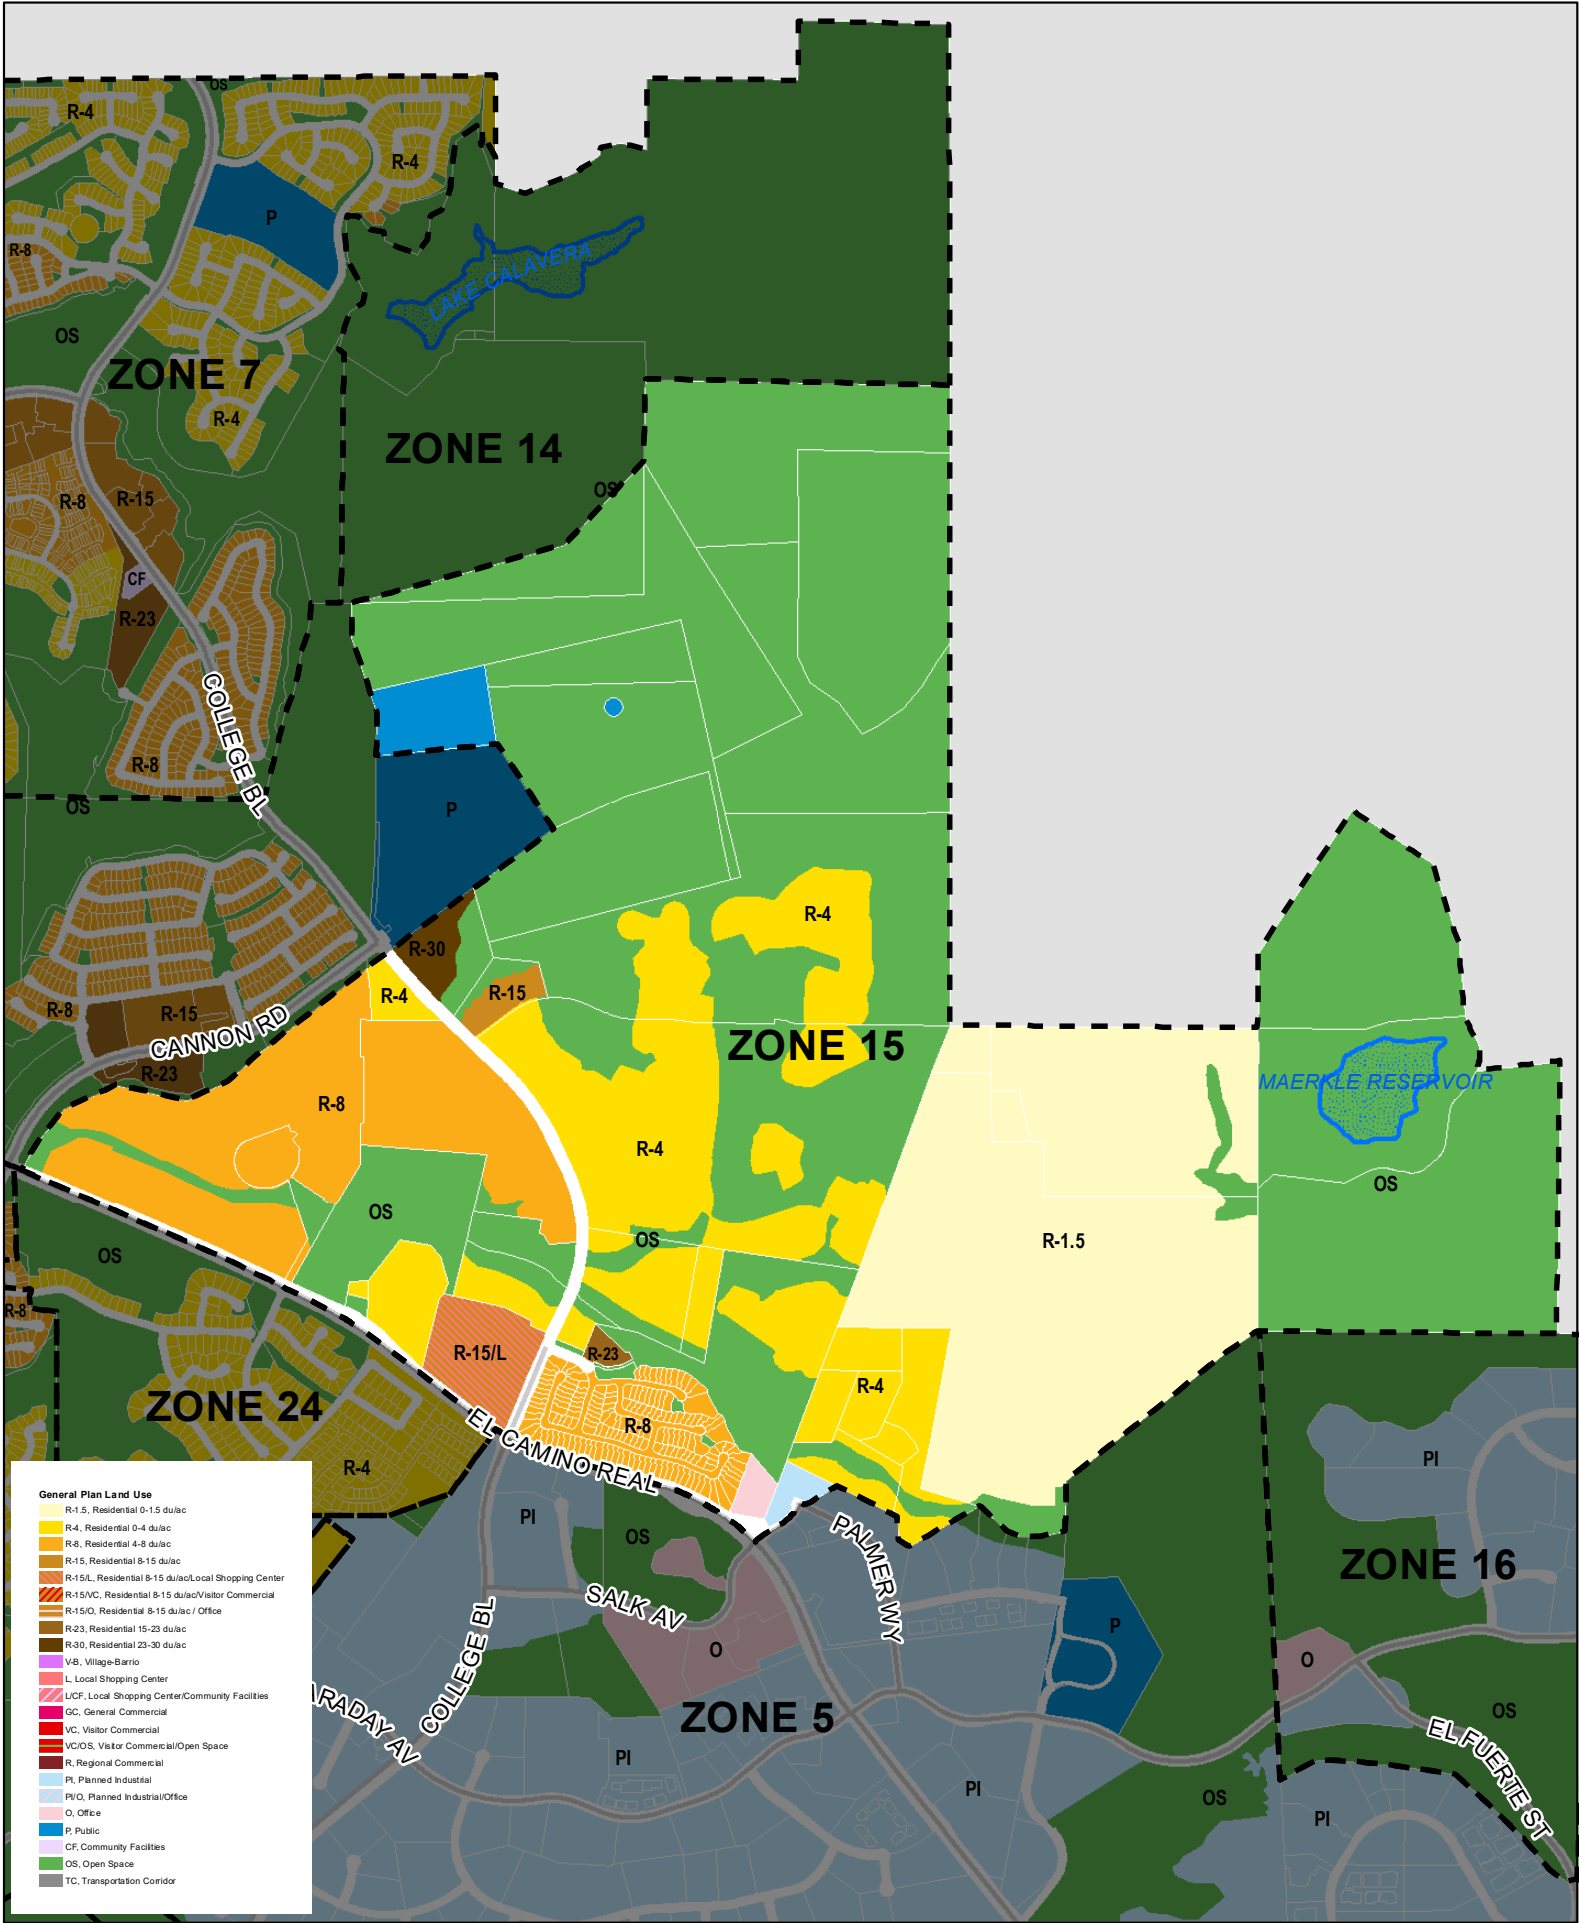 OS
R-4
R-4
P
R-8
LAKE CALAVERA
OS
ZONE 7
R-4
ZONE 14
OS
R-8
R-15
CF
R-23
COLLEGE BL
R-8
OS
P
R-4
R-30
R-4
R-15
R-8
R-15
CANNON RD
ZONE 15
R-23
MAERKLE RESERVOIR
R-8
R-4
OS
OS
OS
R-1.5
OS
R-8
R-15/L
R-23
R-4
ZONE 24
EL CAMINO REAL
R-8
R-4
PI
PI
OS
PALMER WY
ZONE 16
SALK AV
P
O
O
COLLEGE BL
ARADAY AV
ZONE 5
OS
EL FUERTE ST
PI
PI
OS
PI
General Plan Land Use
R-1.5, Residential 0-1.5 du/ac
R-4, Residential 0-4 du/ac
R-8, Residential 4-8 du/ac
R-15, Residential 8-15 du/ac
R-15/L, Residential 8-15 du/ac/Local Shopping Center
R-15/VC, Residential 8-15 du/ac/Visitor Commercial
R-15/O, Residential 8-15 du/ac / Office
R-23, Residential 15-23 du/ac
R-30, Residential 23-30 du/ac
V-B, Village-Barrio
L, Local Shopping Center
L/CF, Local Shopping Center/Community Facilities
GC, General Commercial
VC, Visitor Commercial
VC/OS, Visitor Commercial/Open Space
R, Regional Commercial
PI, Planned Industrial
PI/O, Planned Industrial/Office
O, Office
P, Public
CF, Community Facilities
OS, Open Space
TC, Transportation Corridor